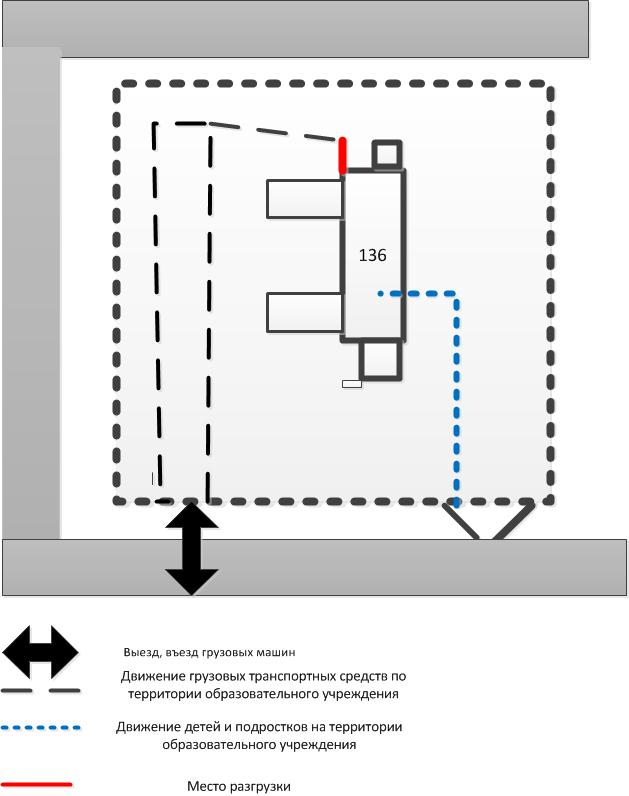 136
Выезд, въезд грузовых машин
Движение грузовых транспортных средств по
территории образовательного учреждения
Движение детей и подростков на территории
образовательного учреждения
Место разгрузки